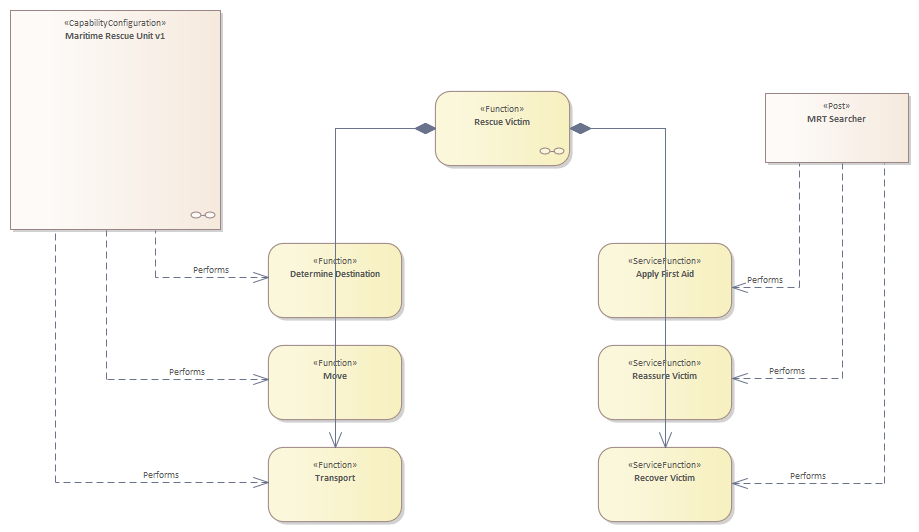 «CapabilityConfiguration»
Maritime Rescue Unit v1
«Function»
Rescue Victim
«Post»
MRT Searcher
«Function»
Determine Destination
Performs
«ServiceFunction»
Apply First Aid
Performs
«Function»
Move
Performs
«ServiceFunction»
Reassure Victim
Performs
«Function»
Transport
Performs
«ServiceFunction»
Recover Victim
Performs